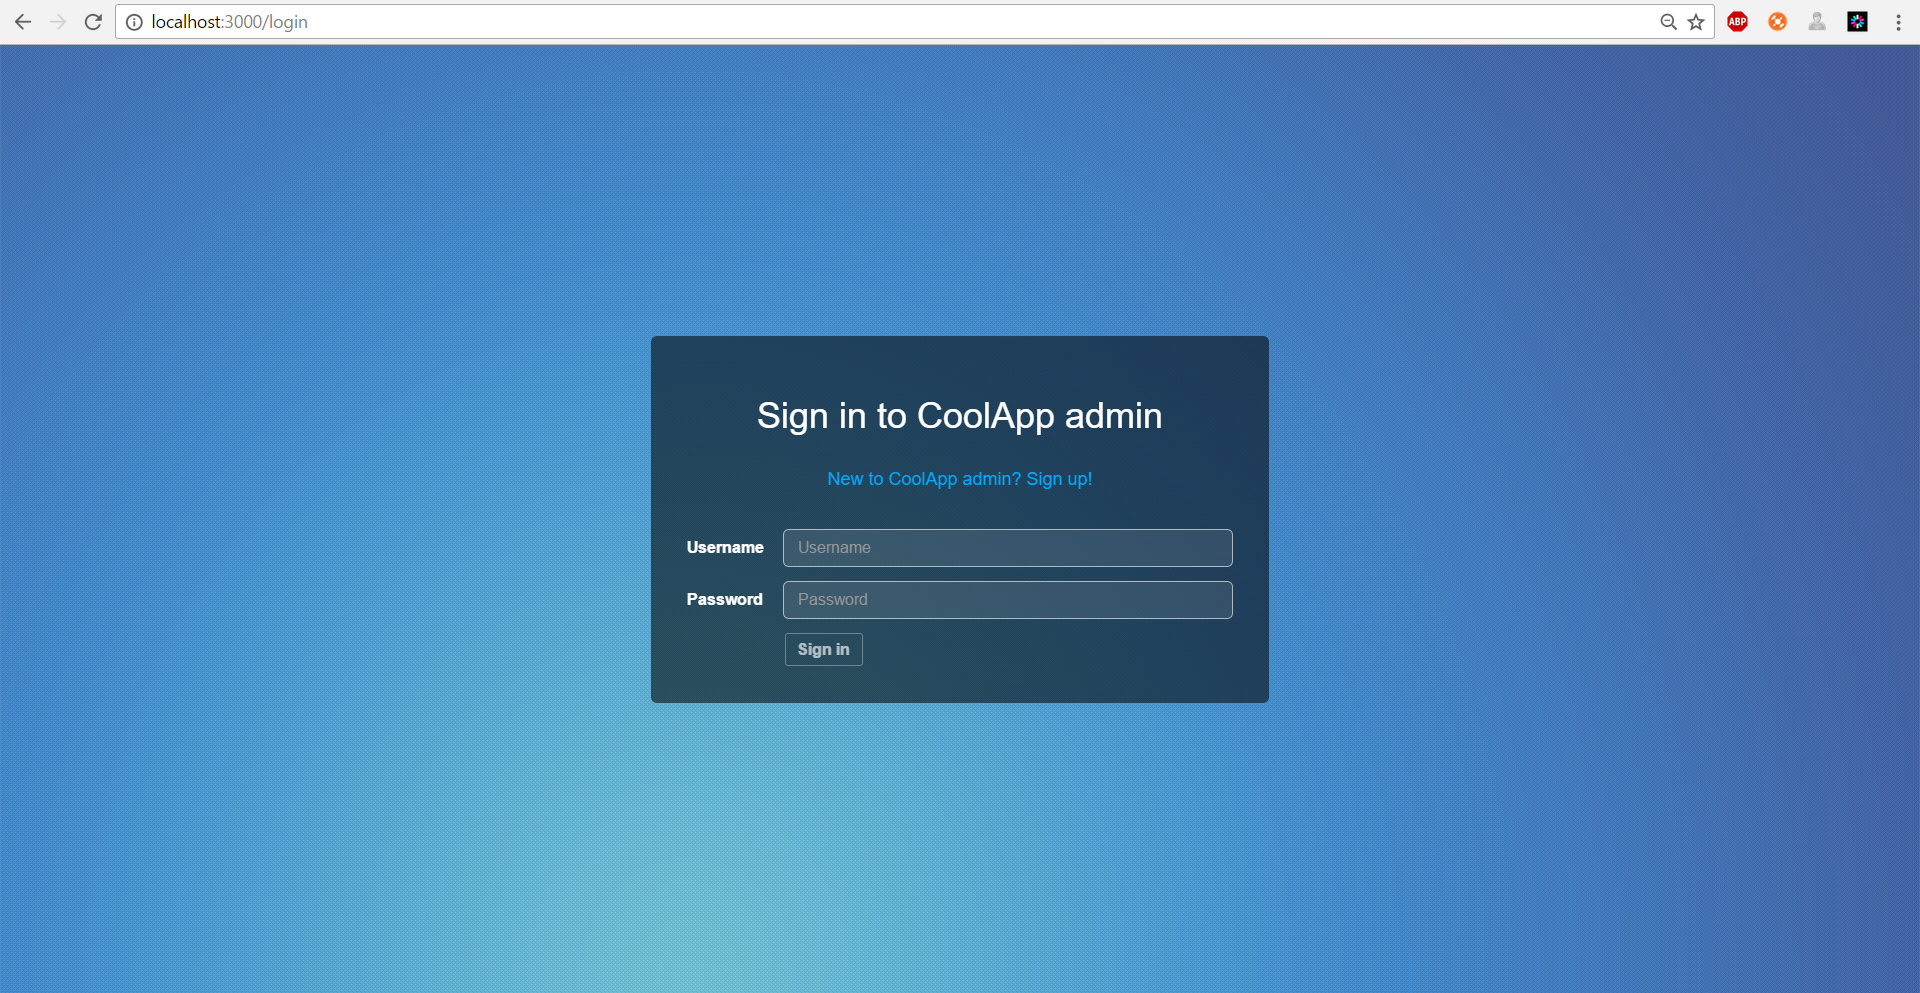 localhost:3000/login
ABP
Sign in to CoolApp admin
New to CoolApp admin? Sign up!
Username Username
Password Password
Sign in